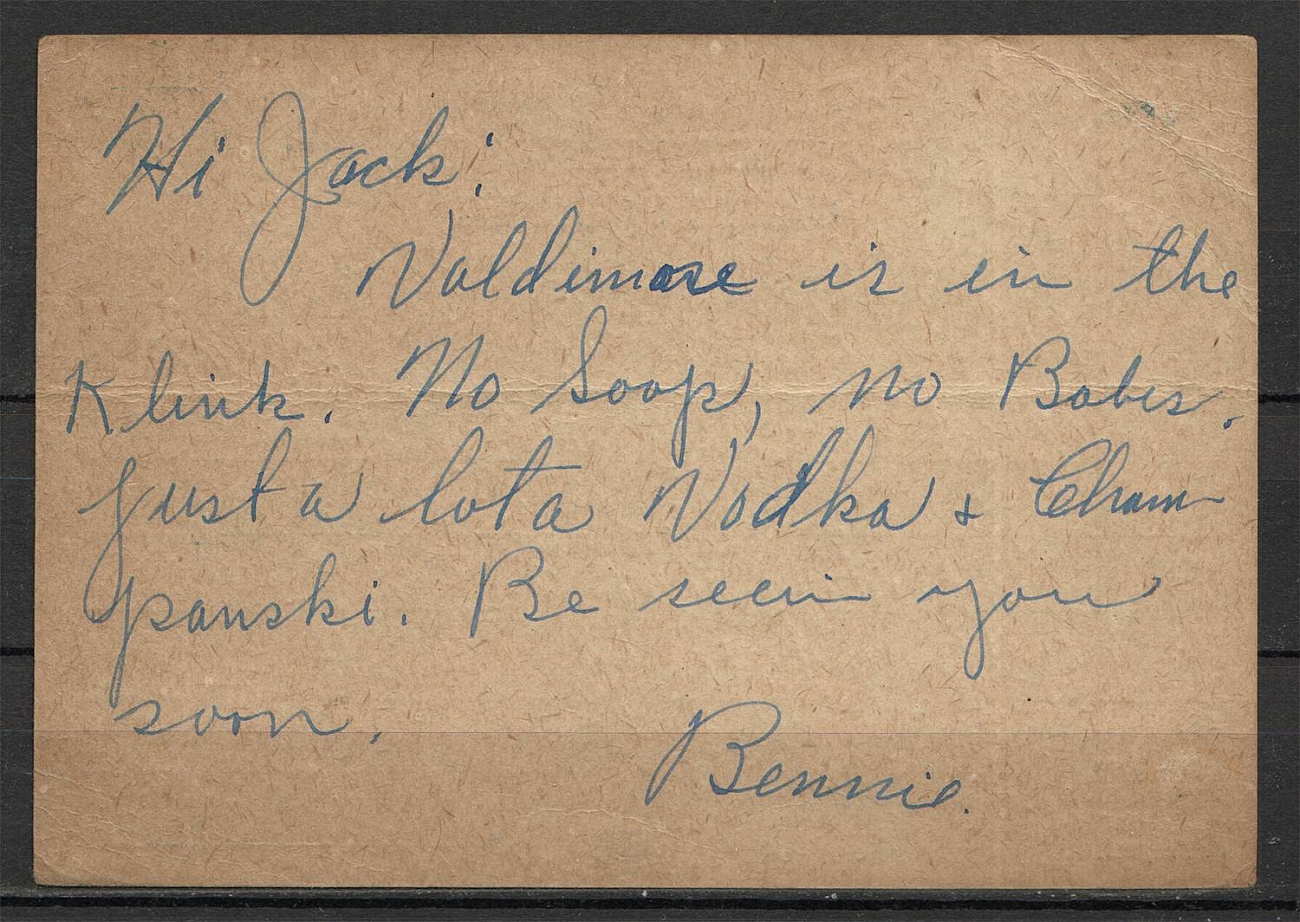 Hi Jack:
Valdimare is in the
Klink. No Soap, no Babes.
Just a lota Vodka + Cham-
panski. Be seein you
soon.
Bennie.